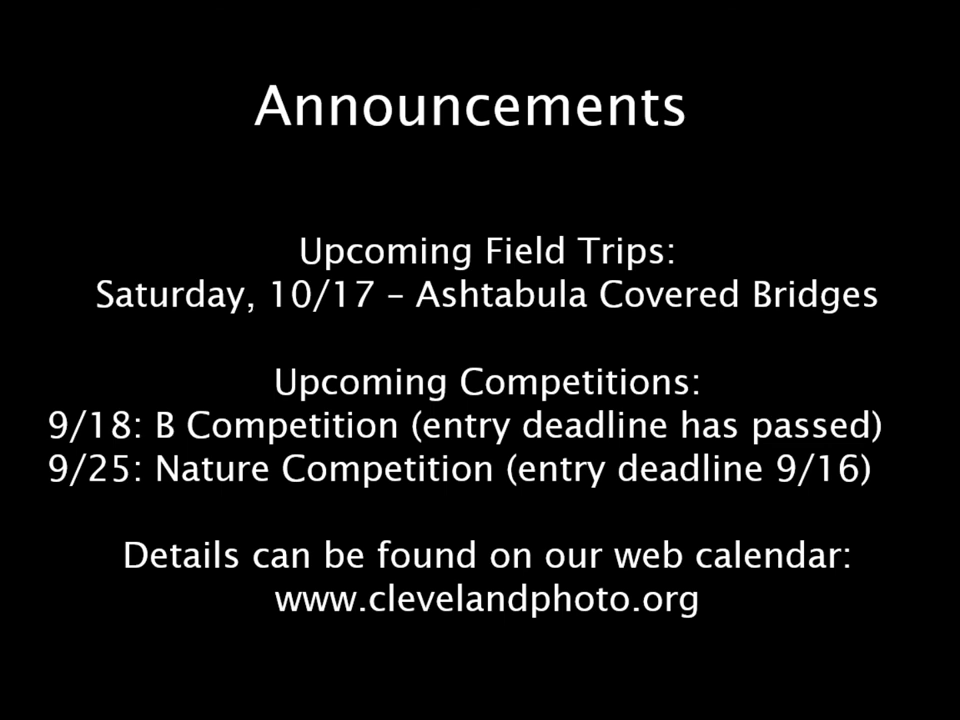 Announcements
Upcoming Field Trips:
Saturday, 10/17 – Ashtabula Covered Bridges
Upcoming Competitions:
9/18: B Competition (entry deadline has passed)
9/25: Nature Competition (entry deadline 9/16)
Details can be found on our web calendar:
www.clevelandphoto.org